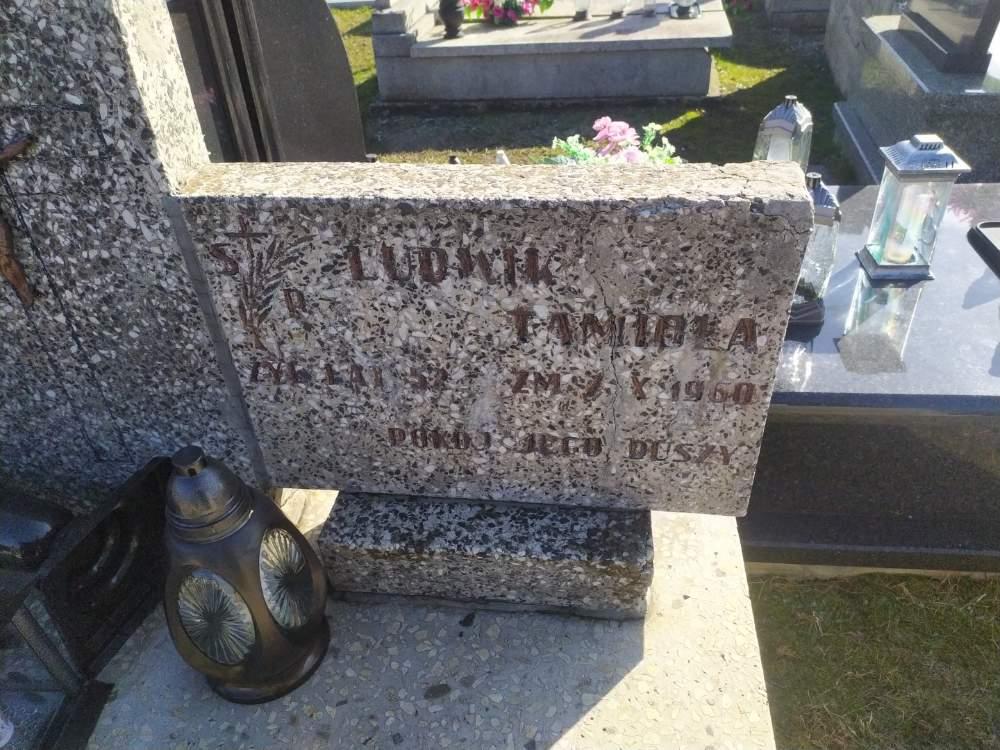 S P
LUDWIK
TAMIOŁA
ŻYŁ LAT 52 ZM. 7 X 1960
POKÓJ JEGO DUSZY